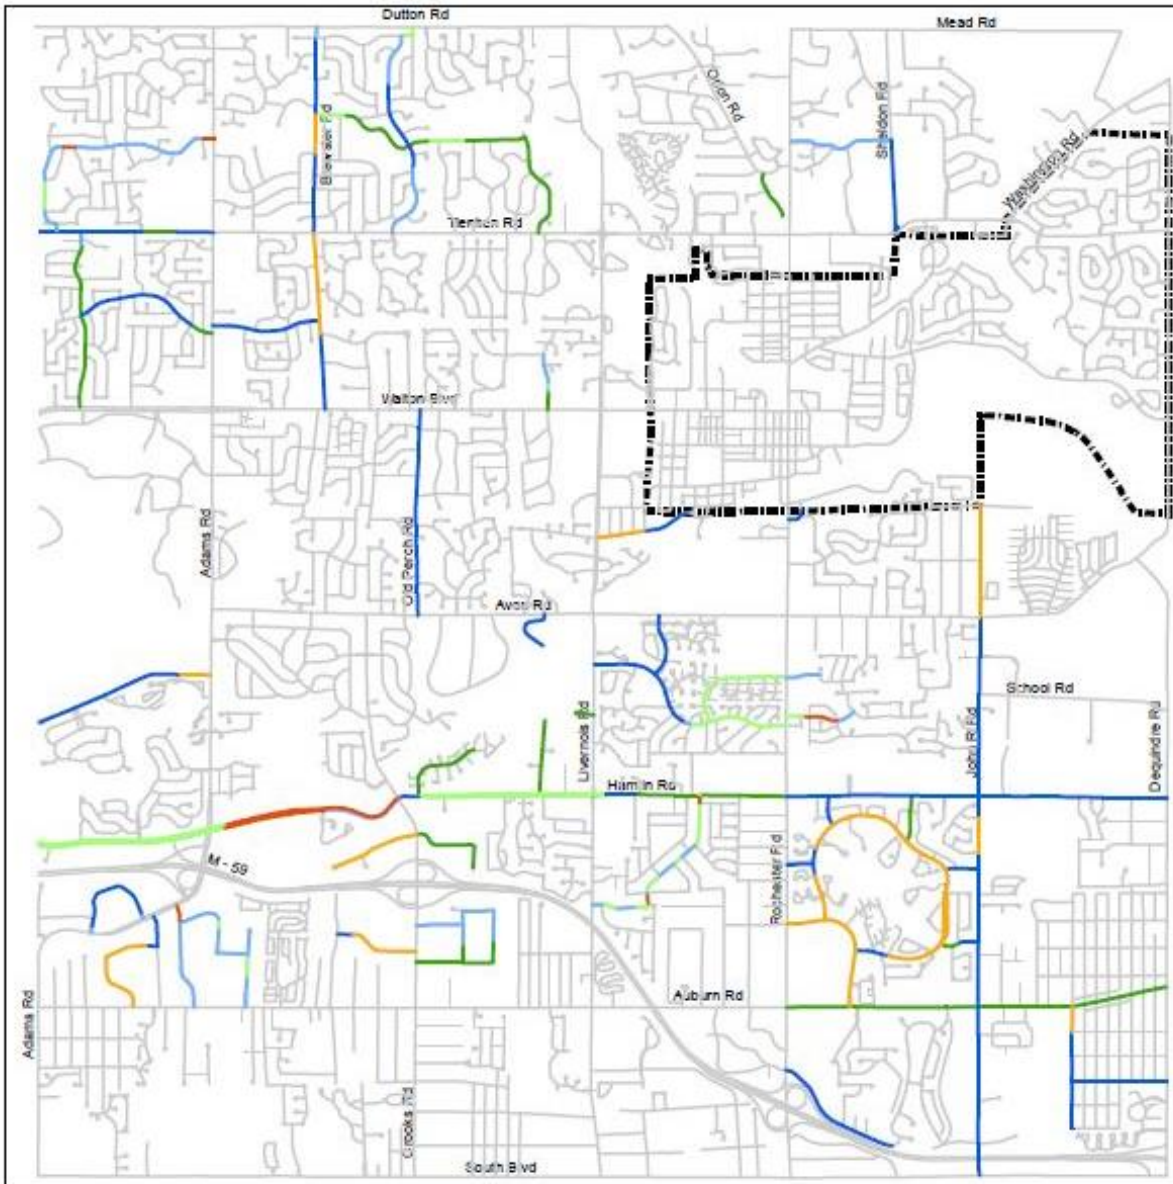 Dutton Rd
Mead Rd
Orion Rd
Sheldon Rd
Brewster Rd
Washington Rd
Tienken Rd
Walton Blvd
Adams Rd
Old Perch Rd
Avon Rd
School Rd
Livernois Rd
John R Rd
Dequindre Rd
Hamlin Rd
M - 59
Rochester Rd
Auburn Rd
Adams Rd
Crooks Rd
South Blvd